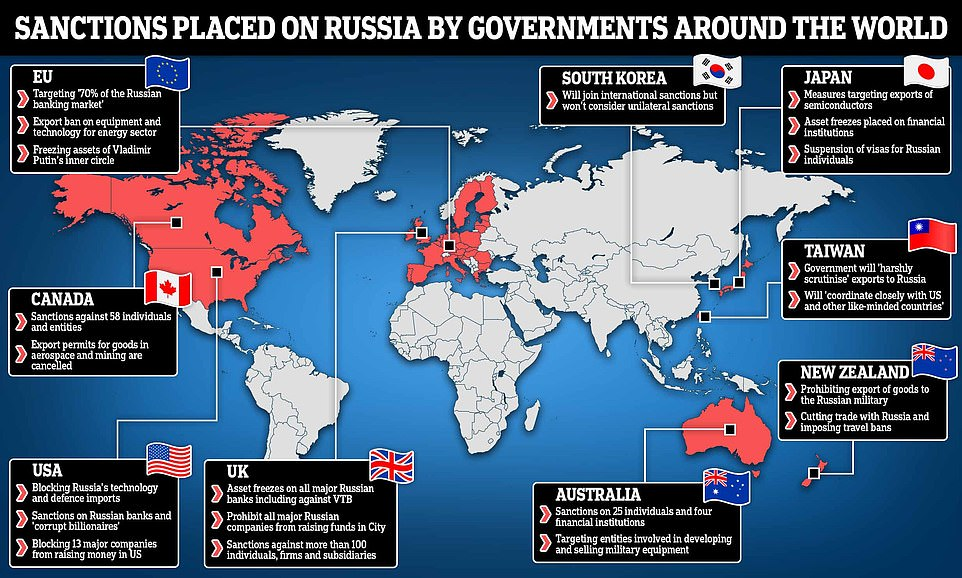 SANCTIONS PLACED ON RUSSIA BY GOVERNMENTS AROUND THE WORLD
EU
Targeting '70% of the Russian
banking market'
Export ban on equipment and
technology for energy sector
Freezing assets of Vladimir
Putin's inner circle
SOUTH KOREA
Will join international sanctions but
won't consider unilateral sanctions
JAPAN
Measures targeting exports of
semiconductors
Asset freezes placed on financial
institutions
Suspension of visas for Russian
individuals
TAIWAN
Government will 'harshly
scrutinise' exports to Russia
Will 'coordinate closely with US
and other like-minded countries'
CANADA
Sanctions against 58 individuals
and entities
Export permits for goods in
aerospace and mining are
cancelled
NEW ZEALAND
Prohibiting export of goods to
the Russian military
Cutting trade with Russia and
imposing travel bans
USA
Blocking Russia's technology
and defence imports
Sanctions on Russian banks and
'corrupt billionaires'
Blocking 13 major companies
from raising money in US
UK
Asset freezes on all major Russian
banks including against VTB
Prohibit all major Russian
companies from raising funds in City
Sanctions against more than 100
individuals, firms and subsidiaries
AUSTRALIA
Sanctions on 25 individuals and four
financial institutions
Targeting entities involved in developing
and selling military equipment